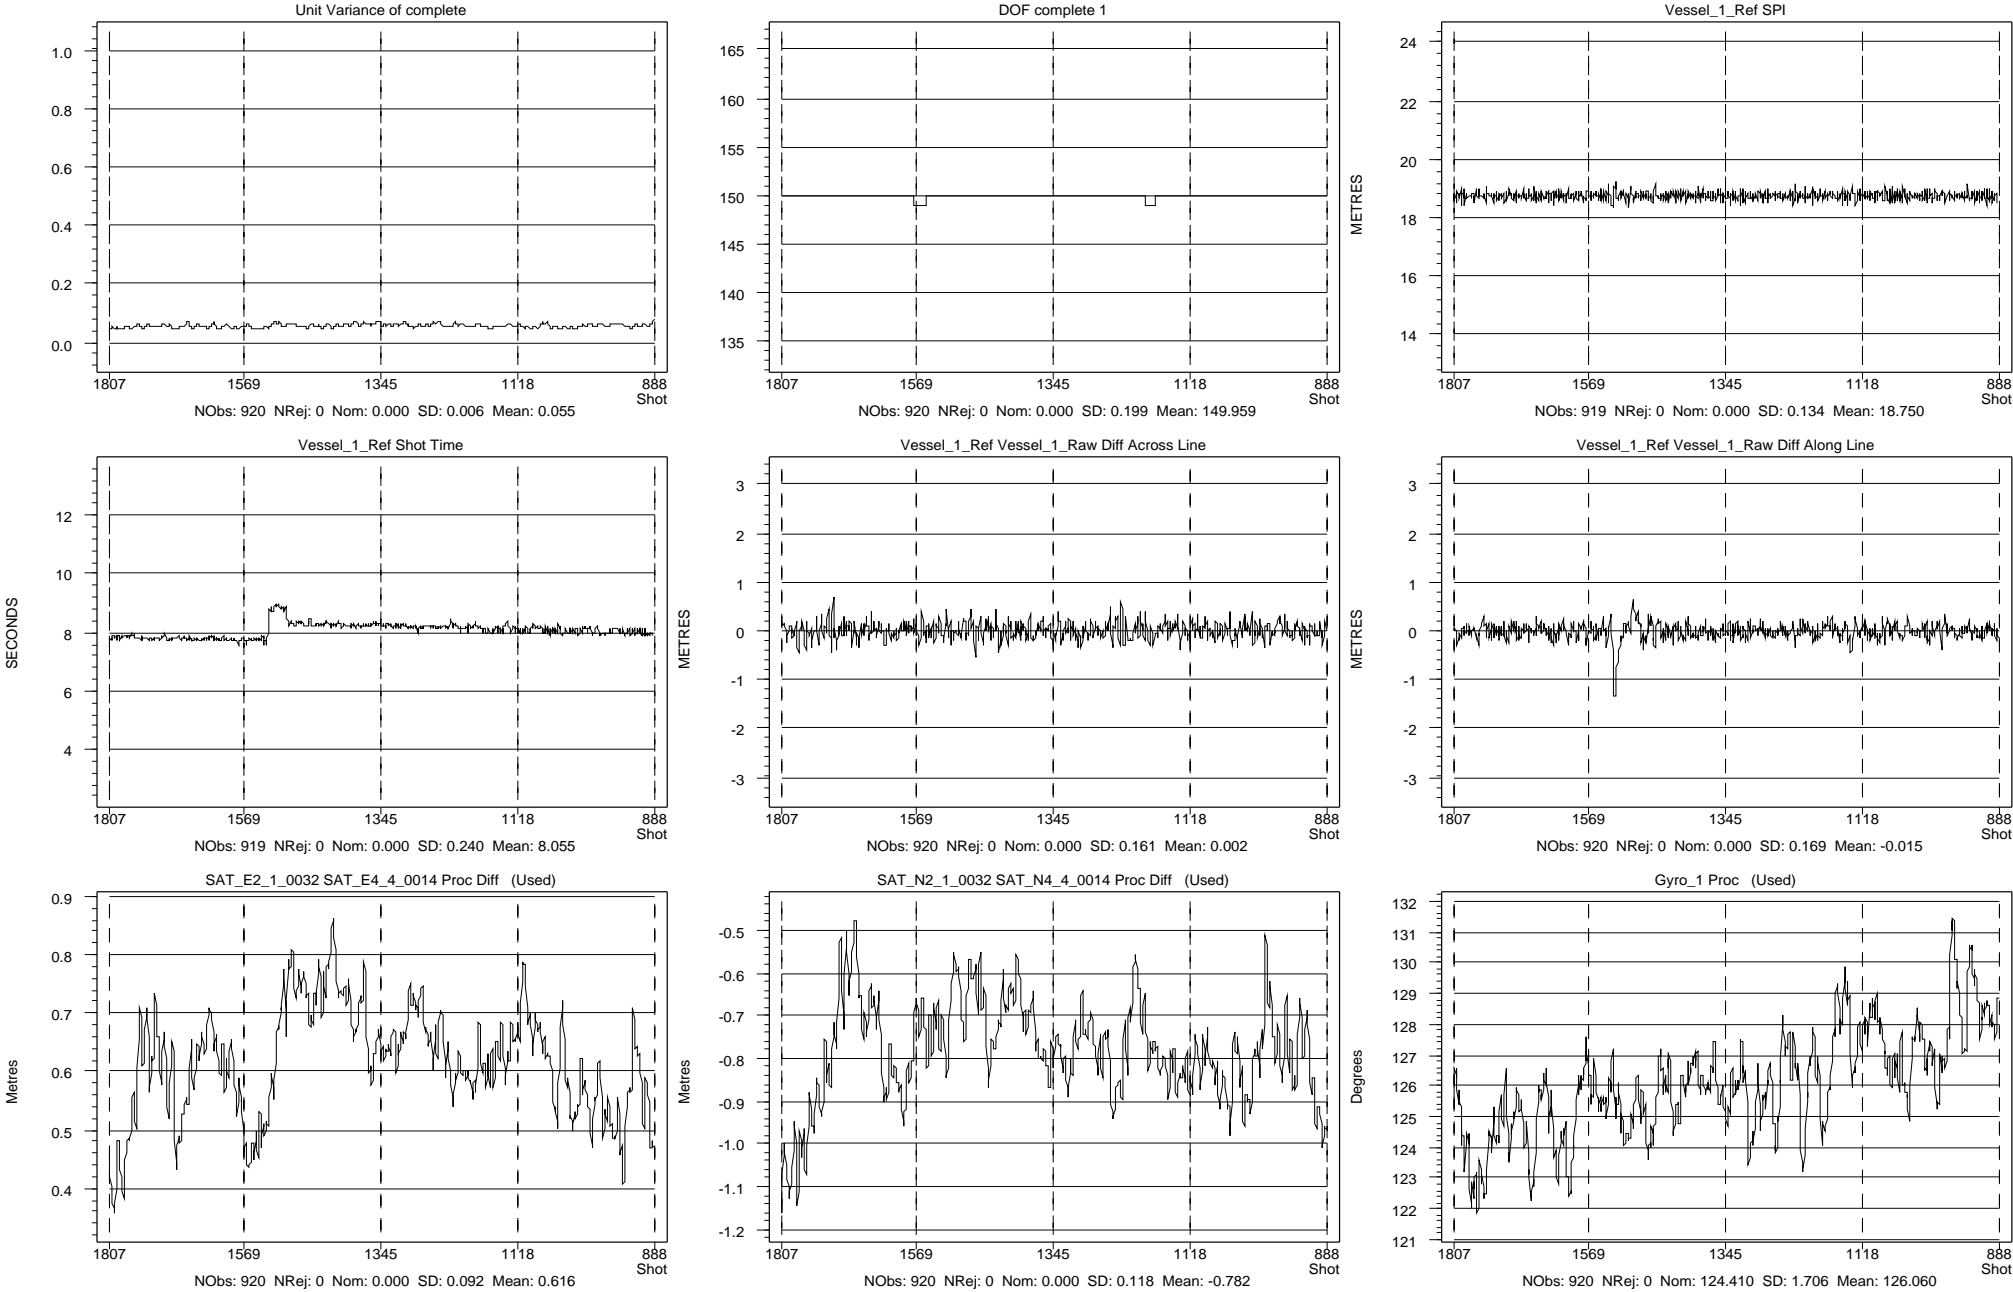 Unit Variance of complete
1.0
0.8
0.6
0.4
0.2
0.0
1807 1569 1345 1118 888
Shot
NObs: 920 NRej: 0 Nom: 0.000 SD: 0.006 Mean: 0.055
DOF complete 1
165
160
155
150
145
140
135
1807 1569 1345 1118 888
Shot
NObs: 920 NRej: 0 Nom: 0.000 SD: 0.199 Mean: 149.959
Vessel_1_Ref SPI
METRES
24
22
20
18
16
14
1807 1569 1345 1118 888
Shot
NObs: 919 NRej: 0 Nom: 0.000 SD: 0.134 Mean: 18.750
Vessel_1_Ref Shot Time
SECONDS
12
10
8
6
4
1807 1569 1345 1118 888
Shot
NObs: 919 NRej: 0 Nom: 0.000 SD: 0.240 Mean: 8.055
Vessel_1_Ref Vessel_1_Raw Diff Across Line
METRES
3
2
1
0
-1
-2
-3
1807 1569 1345 1118 888
Shot
NObs: 920 NRej: 0 Nom: 0.000 SD: 0.161 Mean: 0.002
Vessel_1_Ref Vessel_1_Raw Diff Along Line
METRES
3
2
1
0
-1
-2
-3
1807 1569 1345 1118 888
Shot
NObs: 920 NRej: 0 Nom: 0.000 SD: 0.169 Mean: -0.015
SAT_E2_1_0032 SAT_E4_4_0014 Proc Diff (Used)
Metres
0.9
0.8
0.7
0.6
0.5
0.4
1807 1569 1345 1118 888
Shot
NObs: 920 NRej: 0 Nom: 0.000 SD: 0.092 Mean: 0.616
SAT_N2_1_0032 SAT_N4_4_0014 Proc Diff (Used)
Metres
-0.5
-0.6
-0.7
-0.8
-0.9
-1.0
-1.1
-1.2
1807 1569 1345 1118 888
Shot
NObs: 920 NRej: 0 Nom: 0.000 SD: 0.118 Mean: -0.782
Gyro_1 Proc (Used)
Degrees
132
131
130
129
128
127
126
125
124
123
122
121
1807 1569 1345 1118 888
Shot
NObs: 920 NRej: 0 Nom: 124.410 SD: 1.706 Mean: 126.060